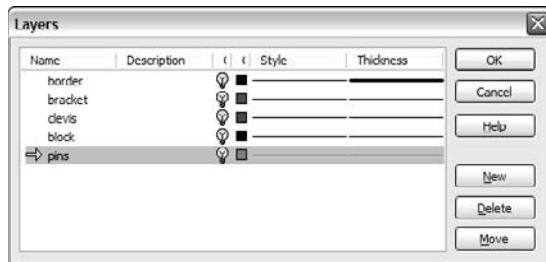 Layers
Name Description Style Thickness OK
border
bracket Cancel
clevis
block Help
pins
New
Delete
Move